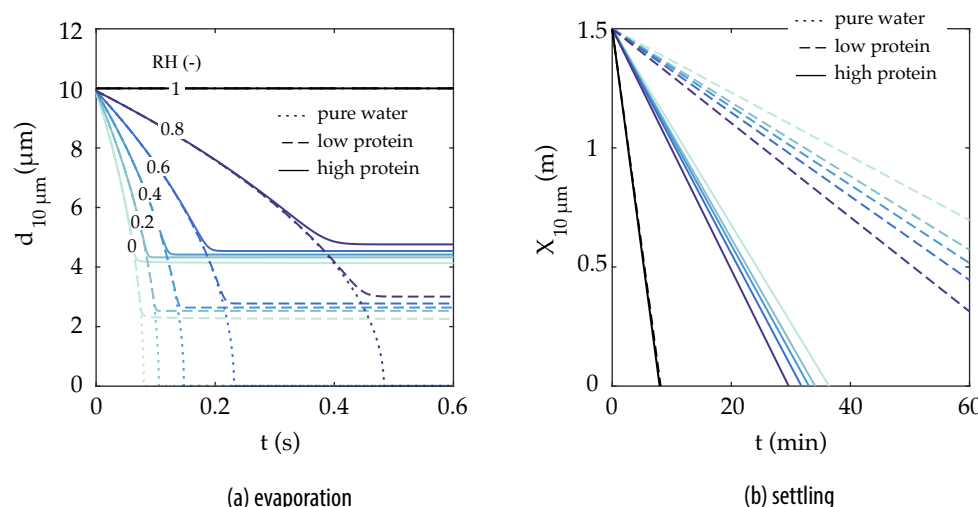 12
10
8
6
4
2
0
d 10 μm (μm)
RH (-)
1
0.8
0.6
0.4
0.2
0
pure water
low protein
high protein
0
0.2
0.4
0.6
t (s)
(a) evaporation
1.5
1
0.5
0
X 10 μm (m)
pure water
low protein
high protein
0
20
40
60
t (min)
(b) settling